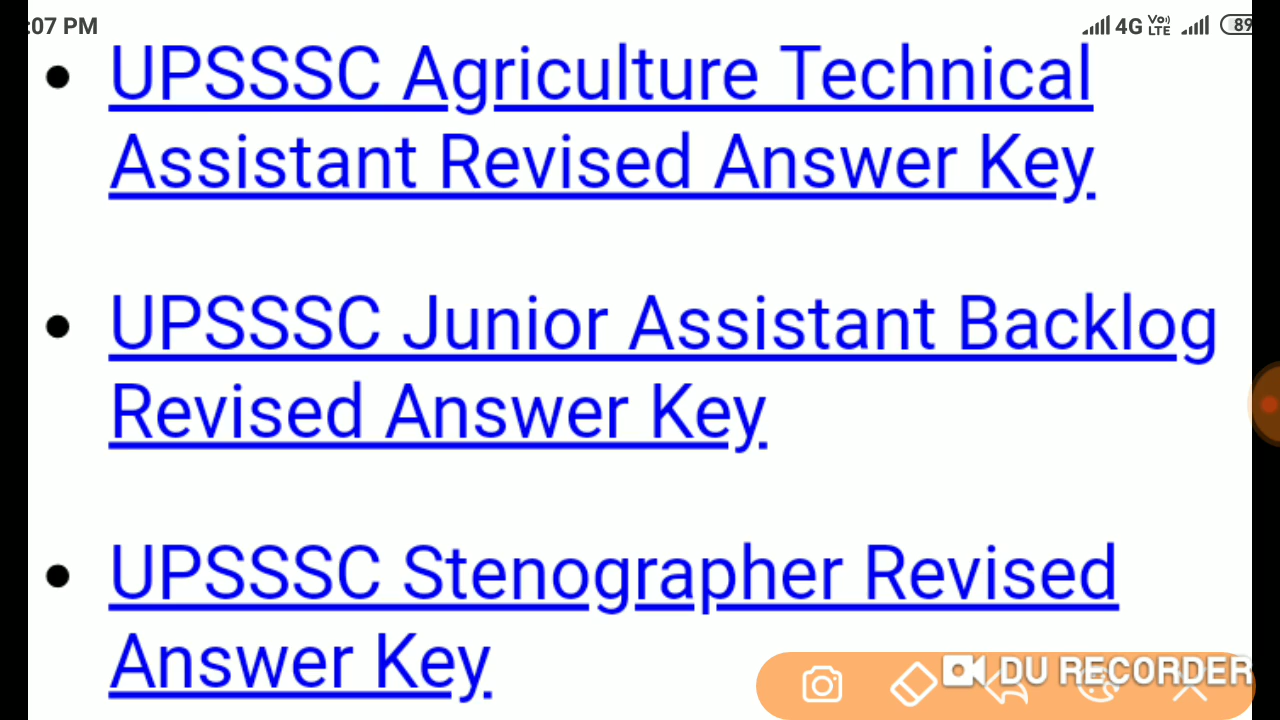 :07 PM 4G Vo) LTE 89
UPSSSC Agriculture Technical
Assistant Revised Answer Key
UPSSSC Junior Assistant Backlog
Revised Answer Key
UPSSSC Stenographer Revised
Answer Key
DU RECORDER